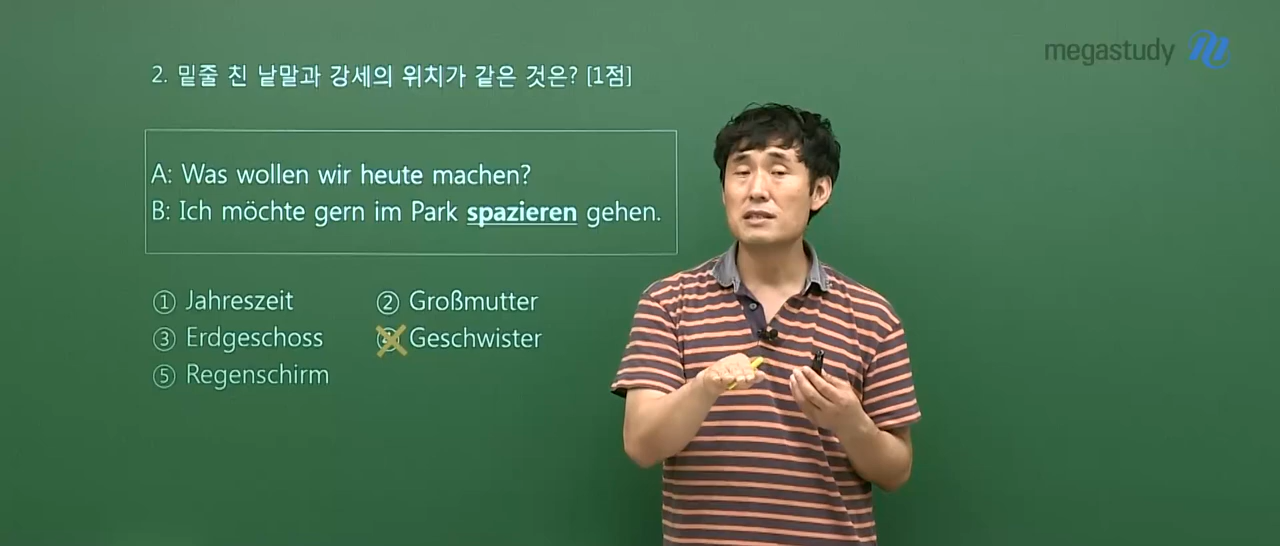 megastudy
2. 밑줄 친 낱말과 강세의 위치가 같은 것은? [1점]
A: Was wollen wir heute machen?
B: Ich möchte gern im Park spazieren gehen.
① Jahreszeit ② Großmutter
③ Erdgeschoss ④ Geschwister
⑤ Regenschirm